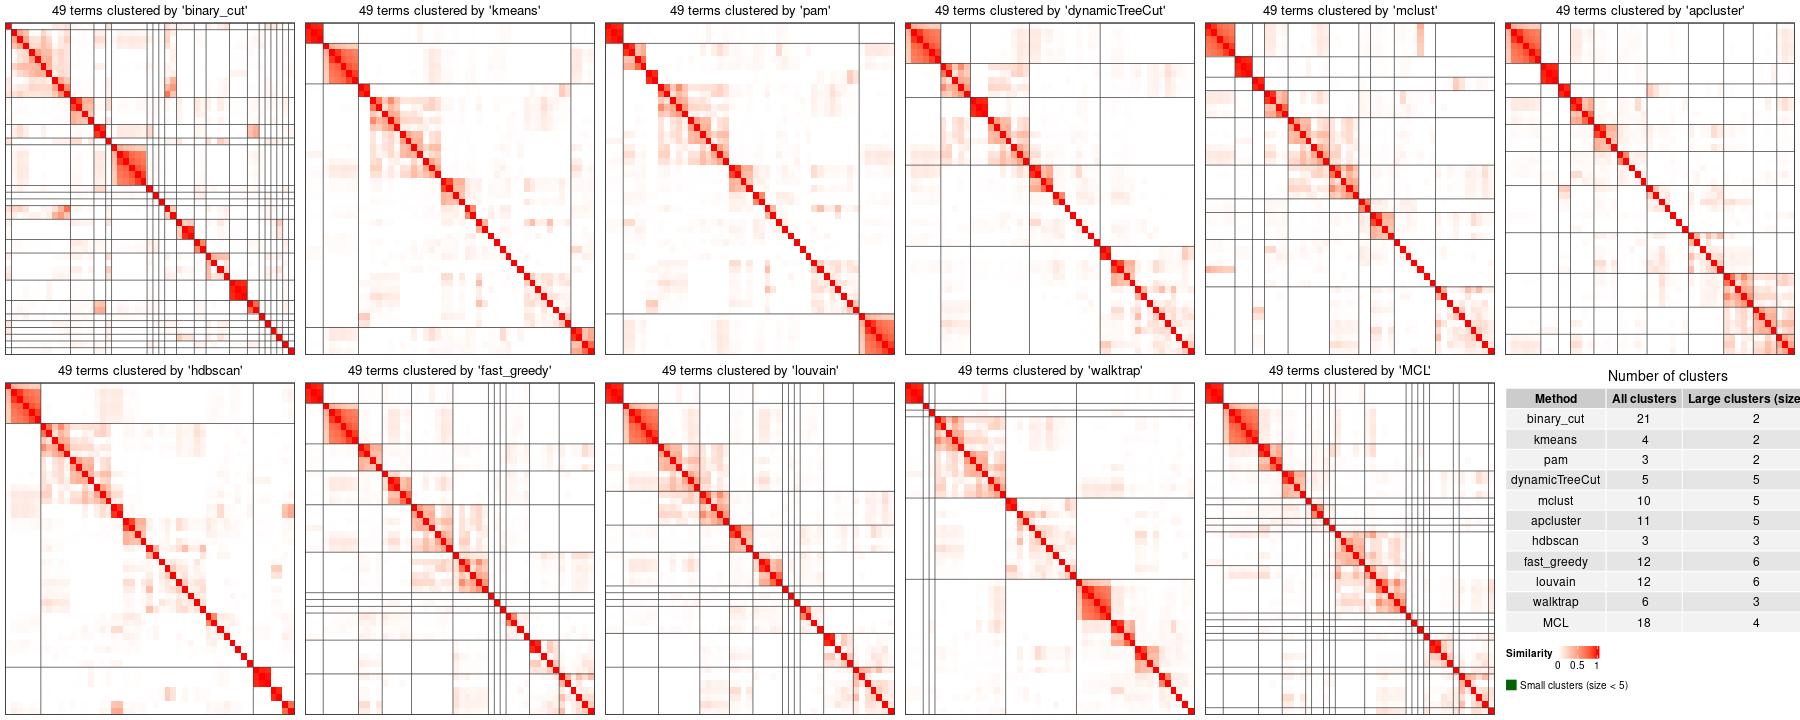 49 terms clustered by 'binary_cut'
49 terms clustered by 'kmeans'
49 terms clustered by 'pam'
49 terms clustered by 'dynamicTreeCut'
49 terms clustered by 'mclust'
49 terms clustered by 'apcluster'
49 terms clustered by 'hdbscan'
49 terms clustered by 'fast_greedy'
49 terms clustered by 'louvain'
49 terms clustered by 'walktrap'
49 terms clustered by 'MCL'
Number of clusters
Method All clusters Large clusters (size
binary_cut 21 2
kmeans 4 2
pam 3 2
dynamicTreeCut 5 5
mclust 10 5
apcluster 11 5
hdbscan 3 3
fast_greedy 12 6
louvain 12 6
walktrap 6 3
MCL 18 4
Similarity
0 0.5 1
Small clusters (size < 5)